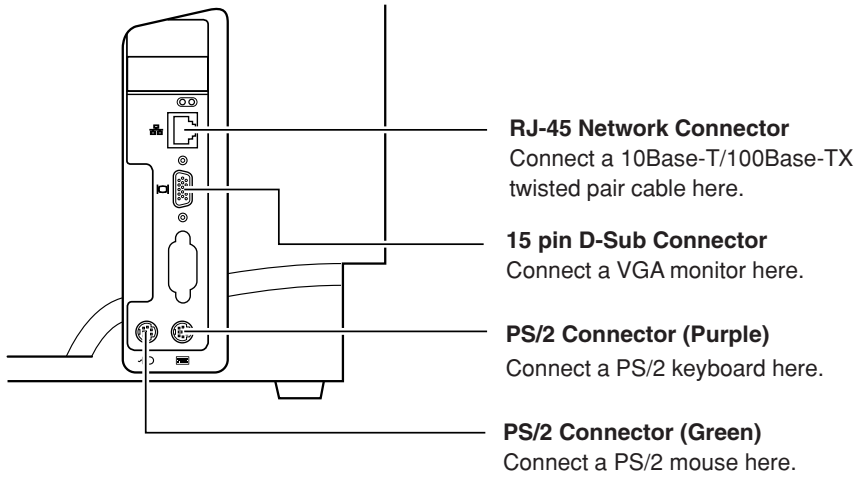 RJ-45 Network Connector
Connect a 10Base-T/100Base-TX
twisted pair cable here.
15 pin D-Sub Connector
Connect a VGA monitor here.
PS/2 Connector (Purple)
Connect a PS/2 keyboard here.
PS/2 Connector (Green)
Connect a PS/2 mouse here.